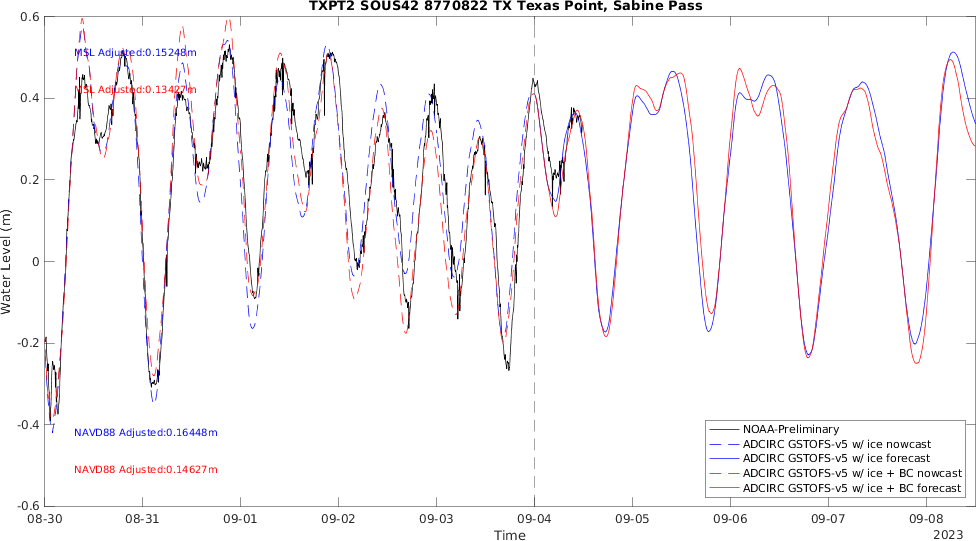 TXPT2 SOUS42 8770822 TX Texas Point, Sabine Pass
0.6
MSL Adjusted:0.15248m
MSL Adjusted:0.13427m
0.4
0.2
0
-0.2
-0.4
-0.6
Water Level (m)
NAVD88 Adjusted:0.16448m
NAVD88 Adjusted:0.14627m
NOAA-Preliminary
ADCIRC GSTOFS-v5 w/ ice nowcast
ADCIRC GSTOFS-v5 w/ ice forecast
ADCIRC GSTOFS-v5 w/ ice + BC nowcast
ADCIRC GSTOFS-v5 w/ ice + BC forecast
08-30 08-31 09-01 09-02 09-03 09-04 09-05 09-06 09-07 09-08
Time
2023